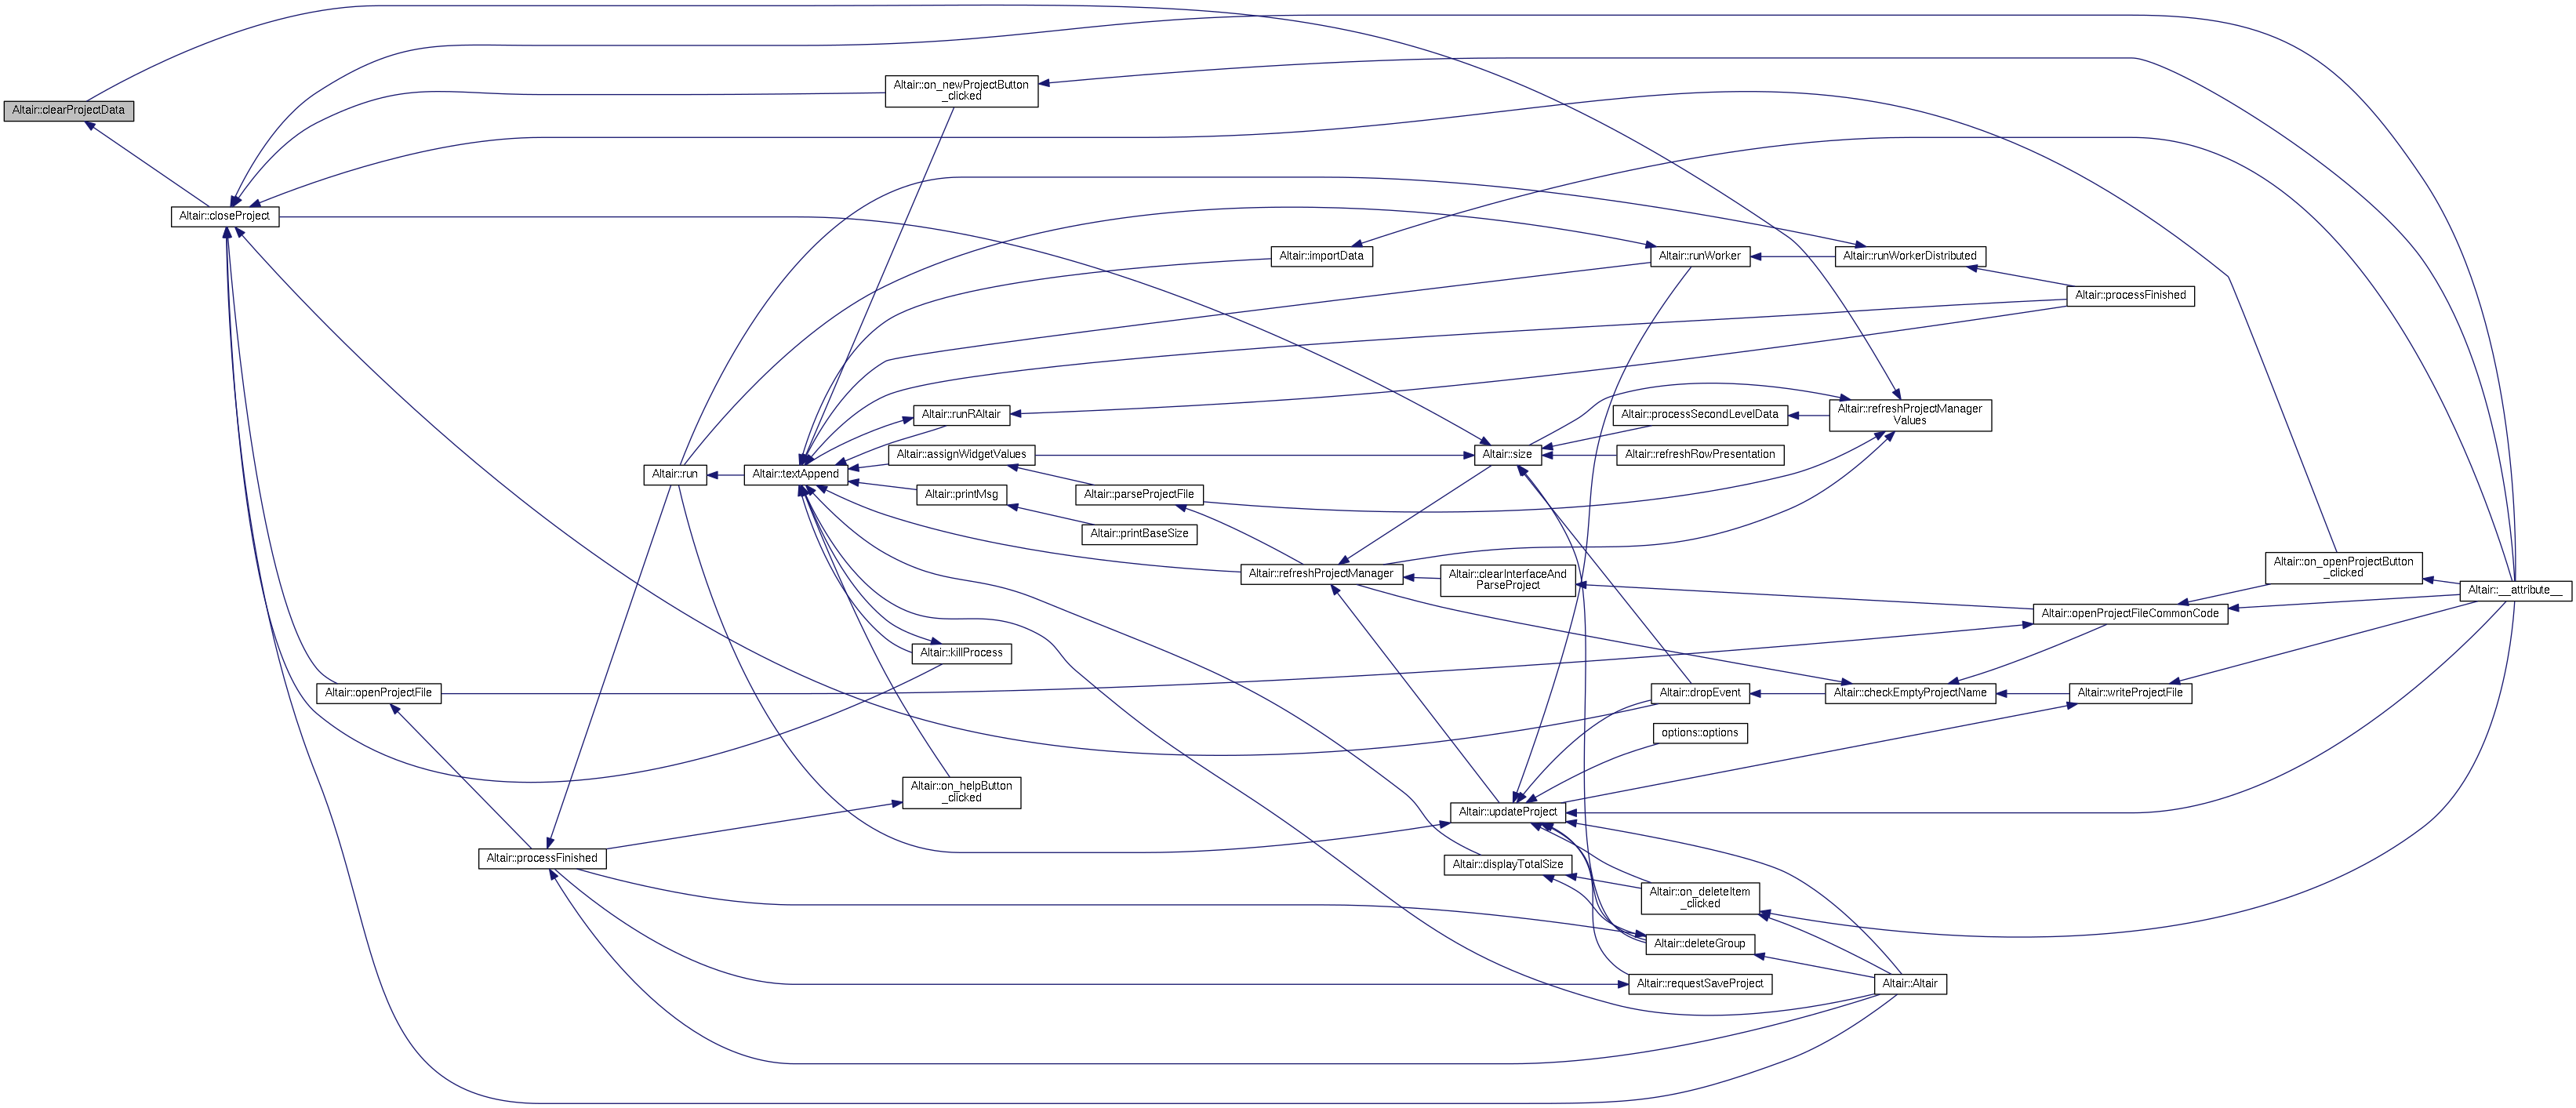 Altair::clearProjectData
Altair::closeProject
Altair::openProjectFile
Altair::processFinished
Altair::run
Altair::textAppend
Altair::on_newProjectButton
_clicked
Altair::runRAltair
Altair::assignWidgetValues
Altair::printMsg
Altair::killProcess
Altair::on_helpButton
_clicked
Altair::parseProjectFile
Altair::printBaseSize
Altair::importData
Altair::refreshProjectManager
Altair::size
Altair::clearInterfaceAnd
ParseProject
Altair::updateProject
Altair::displayTotalSize
Altair::runWorker
Altair::processSecondLevelData
Altair::refreshRowPresentation
Altair::dropEvent
options::options
Altair::on_deleteItem
_clicked
Altair::deleteGroup
Altair::requestSaveProject
Altair::runWorkerDistributed
Altair::refreshProjectManager
Values
Altair::checkEmptyProjectName
Altair::Altair
Altair::processFinished
Altair::openProjectFileCommonCode
Altair::writeProjectFile
Altair::on_openProjectButton
_clicked
Altair::__attribute__